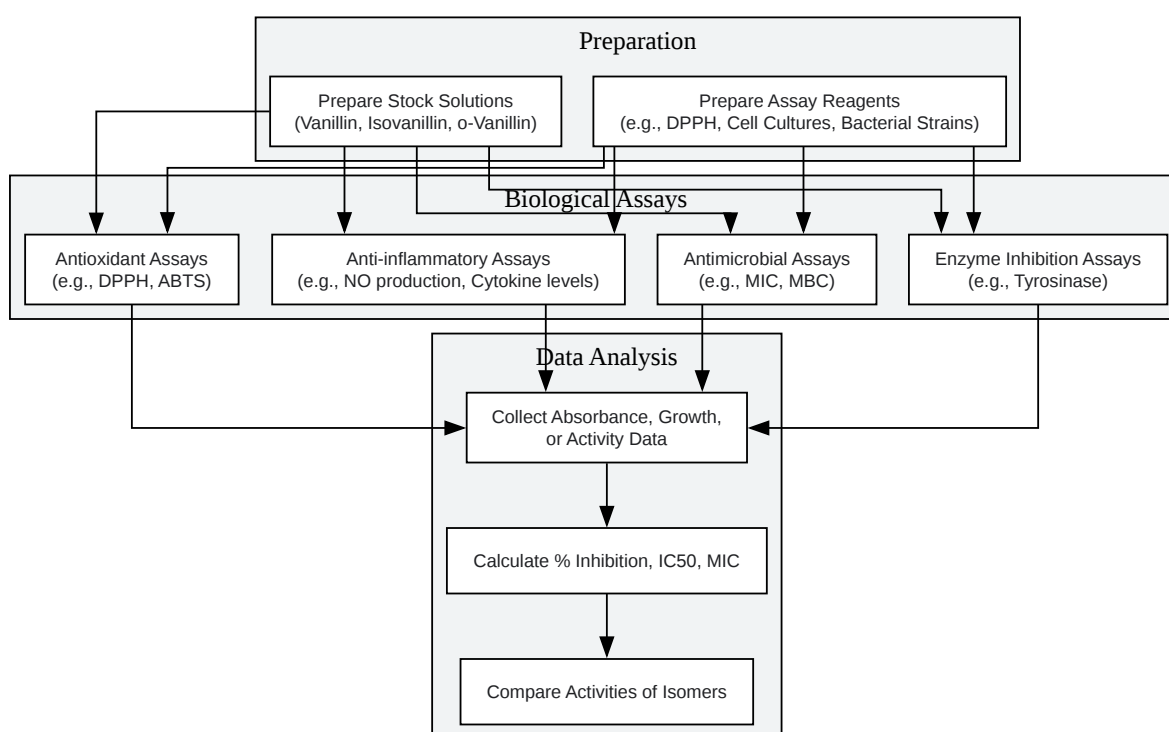 Preparation
Prepare Stock Solutions
(Vanillin, Isovanillin, o-Vanillin)
Prepare Assay Reagents
(e.g., DPPH, Cell Cultures, Bacterial Strains)
Biological Assays
Antioxidant Assays
(e.g., DPPH, ABTS)
Anti-inflammatory Assays
(e.g., NO production, Cytokine levels)
Antimicrobial Assays
(e.g., MIC, MBC)
Enzyme Inhibition Assays
(e.g., Tyrosinase)
Data Analysis
Collect Absorbance, Growth,
or Activity Data
Calculate % Inhibition, IC50, MIC
Compare Activities of Isomers